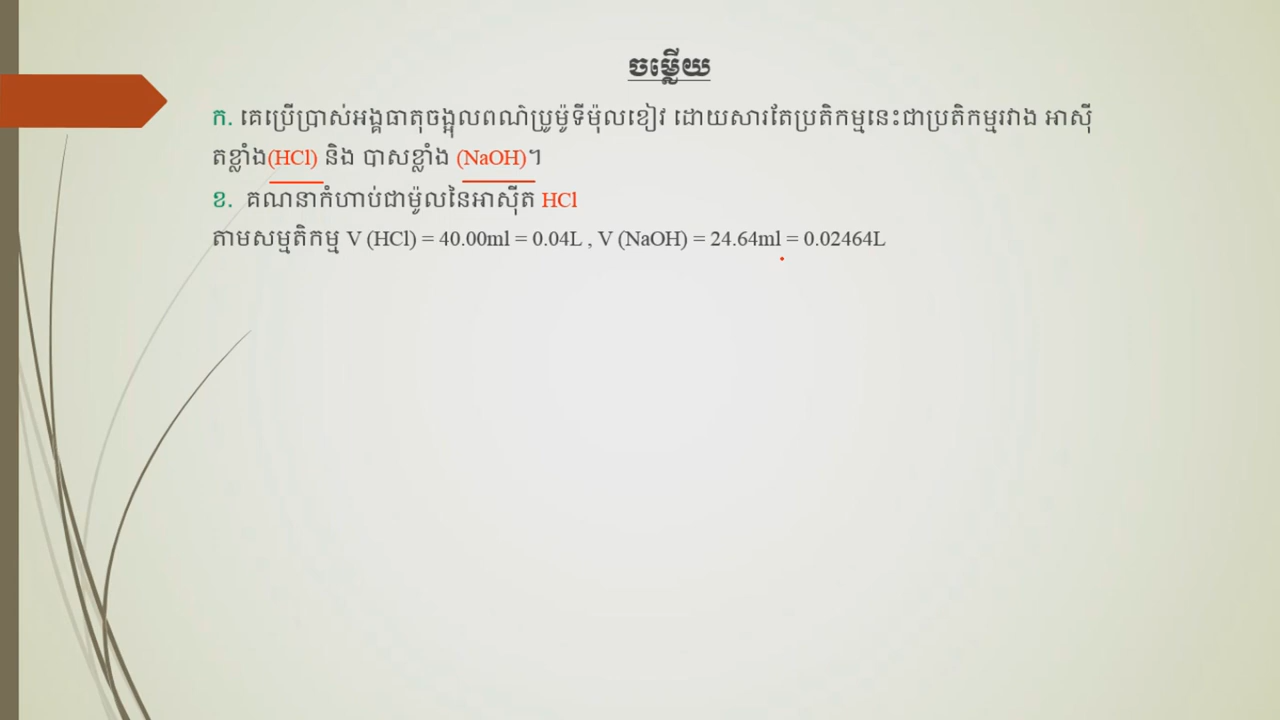 ចម្លើយ
ក. គេប្រើប្រាស់អង្គធាតុចង្អុលពណ៌ប្រូម៉ូទីម៉ុលខៀវ ដោយសារតែប្រតិកម្មនេះជាប្រតិកម្មរវាង អាស៊ី
តខ្លាំង(HCl) និង បាសខ្លាំង (NaOH)។
ខ. គណនាកំហាប់ជាម៉ូលនៃអាស៊ីត HCl
តាមសម្មតិកម្ម V (HCl) = 40.00ml = 0.04L , V (NaOH) = 24.64ml = 0.02464L